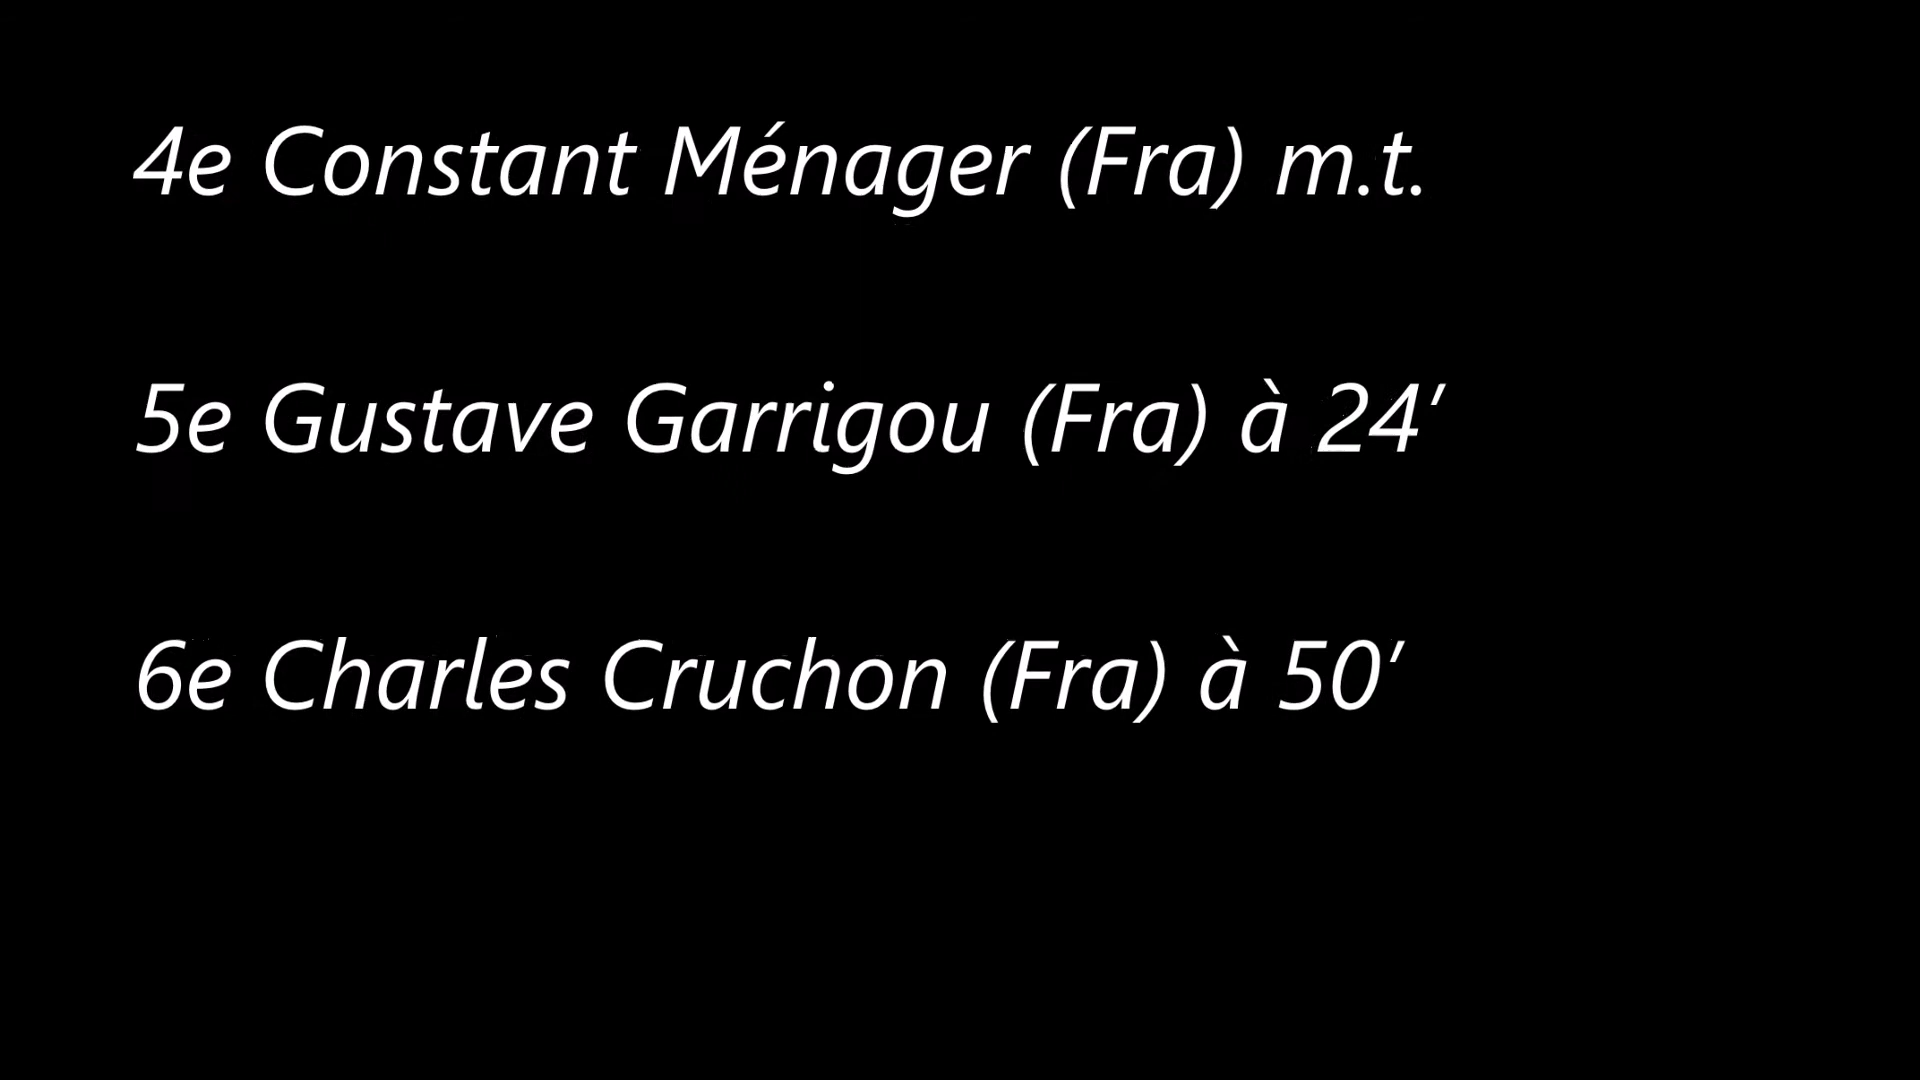 4e Constant Ménager (Fra) m.t.
5e Gustave Garrigou (Fra) à 24’
6e Charles Cruchon (Fra) à 50’